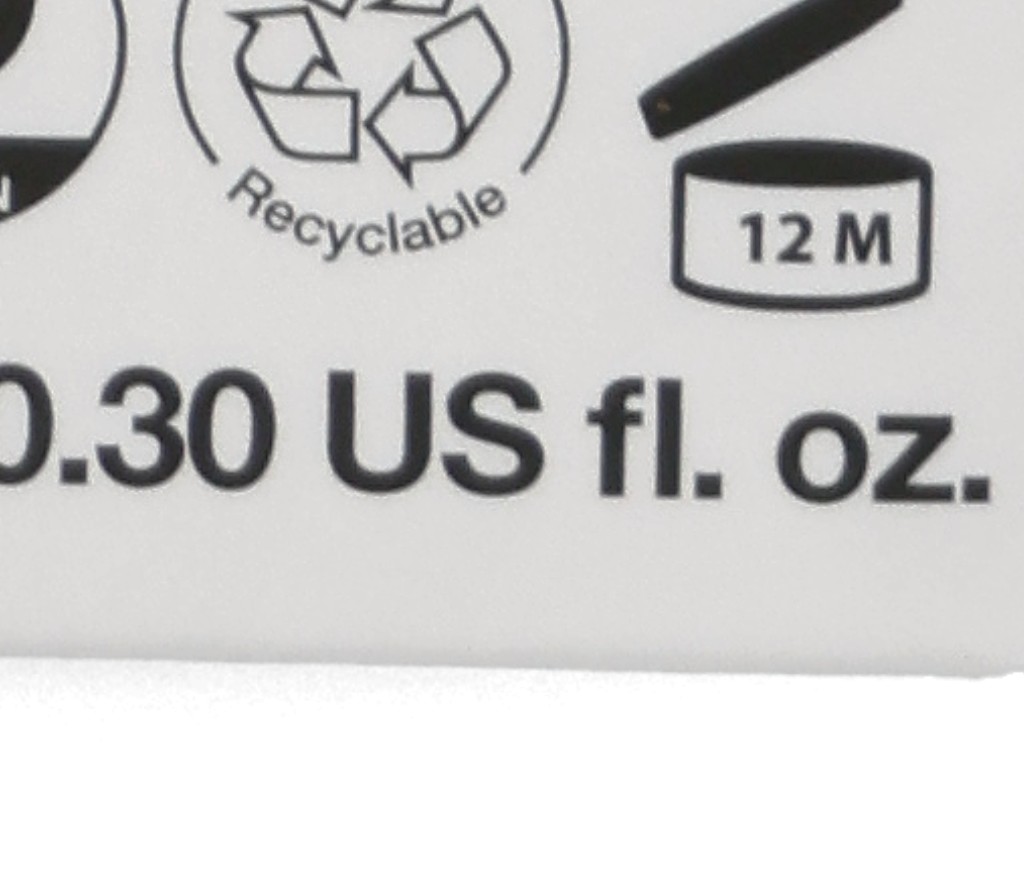 Recyclable
12 M
0.30 US fl. oz.